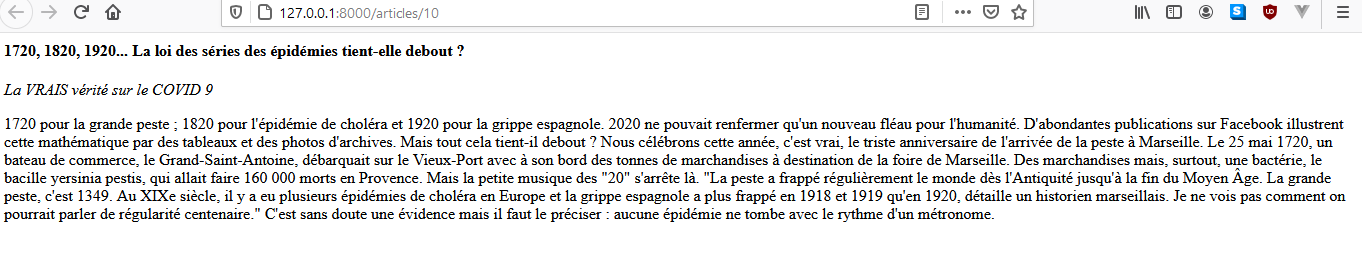 127.0.0.1:8000/articles/10
1720, 1820, 1920... La loi des séries des épidémies tient-elle debout ?
La VRAIS vérité sur le COVID 9
1720 pour la grande peste ; 1820 pour l'épidémie de choléra et 1920 pour la grippe espagnole. 2020 ne pouvait renfermer qu'un nouveau fléau pour l'humanité. D'abondantes publications sur Facebook illustrent
cette mathématique par des tableaux et des photos d'archives. Mais tout cela tient-il debout ? Nous célébrons cette année, c'est vrai, le triste anniversaire de l'arrivée de la peste à Marseille. Le 25 mai 1720, un
bateau de commerce, le Grand-Saint-Antoine, débarquait sur le Vieux-Port avec à son bord des tonnes de marchandises à destination de la foire de Marseille. Des marchandises mais, surtout, une bactérie, le
bacille yersinia pestis, qui allait faire 160 000 morts en Provence. Mais la petite musique des "20" s'arrête là. "La peste a frappé régulièrement le monde dès l'Antiquité jusqu'à la fin du Moyen Âge. La grande
peste, c'est 1349. Au XIXe siècle, il y a eu plusieurs épidémies de choléra en Europe et la grippe espagnole a plus frappé en 1918 et 1919 qu'en 1920, détaille un historien marseillais. Je ne vois pas comment on
pourrait parler de régularité centenaire." C'est sans doute une évidence mais il faut le préciser : aucune épidémie ne tombe avec le rythme d'un métronome.